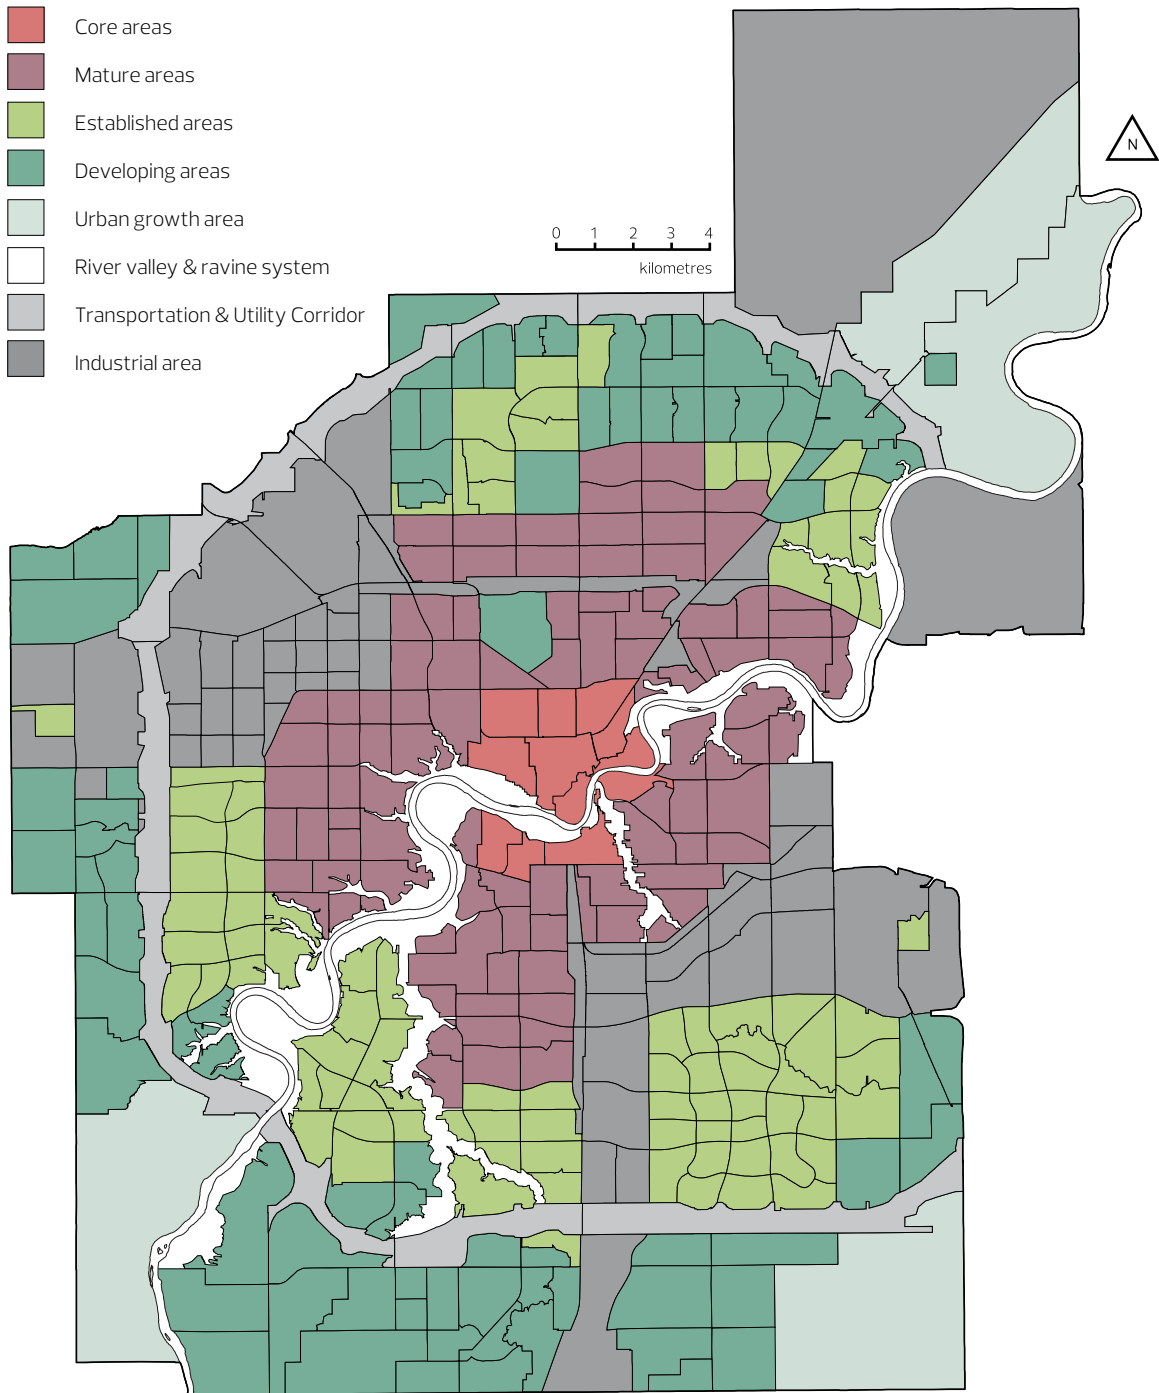 Core areas
Mature areas
Established areas
Developing areas
Urban growth area
River valley & ravine system
Transportation & Utility Corridor
Industrial area
N
0 1 2 3 4
kilometres